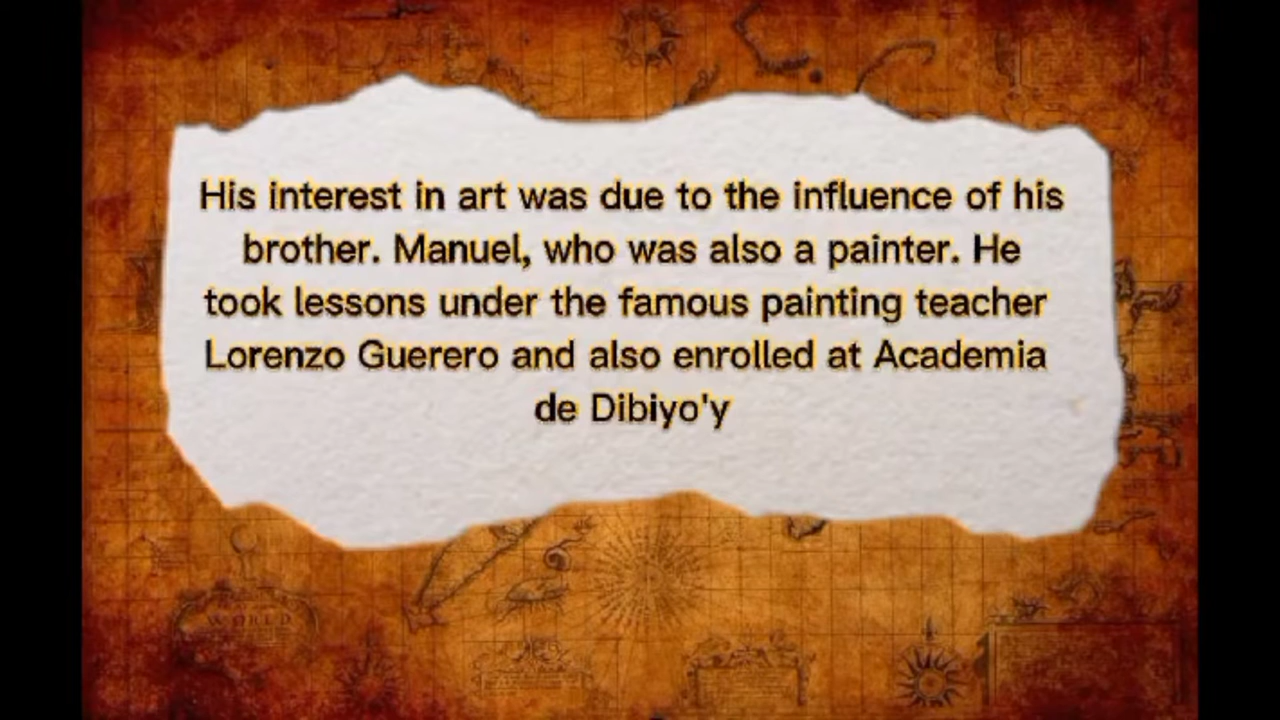 His interest in art was due to the influence of his
brother. Manuel, who was also a painter. He
took lessons under the famous painting teacher
Lorenzo Guerero and also enrolled at Academia
de Dibiyo'y
WORLD